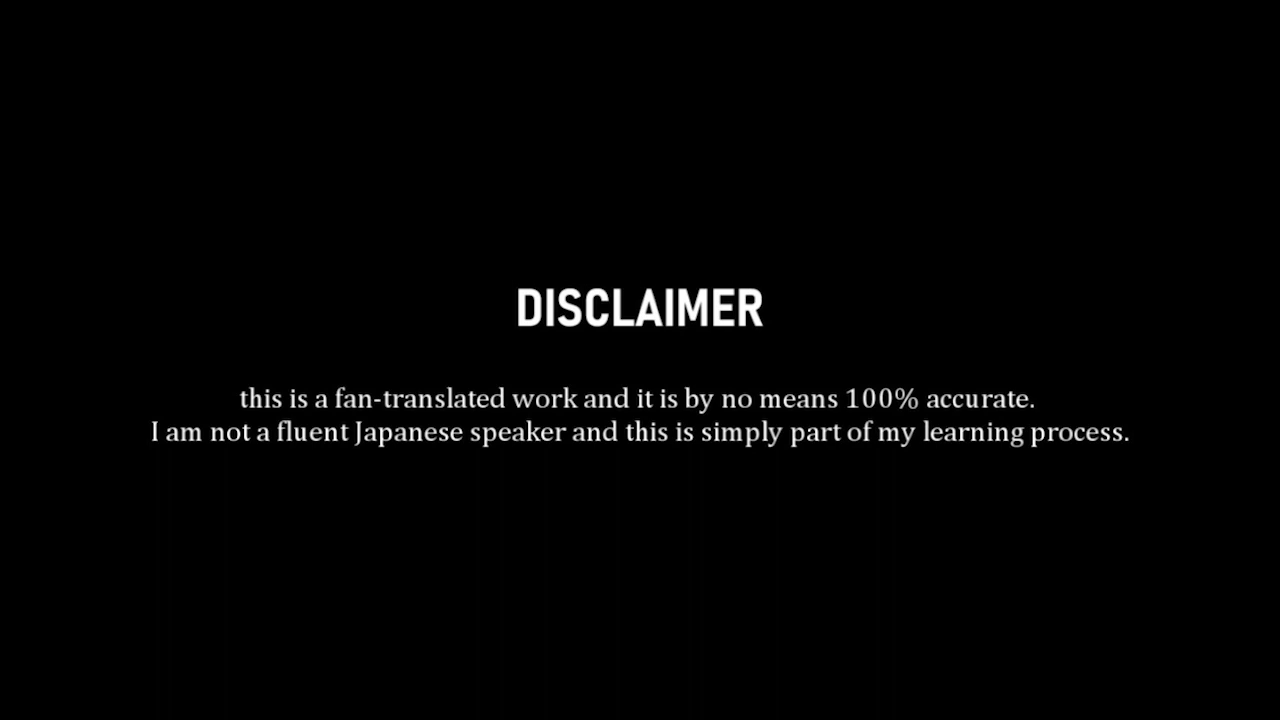 DISCLAIMER
this is a fan-translated work and it is by no means 100% accurate.
I am not a fluent Japanese speaker and this is simply part of my learning process.